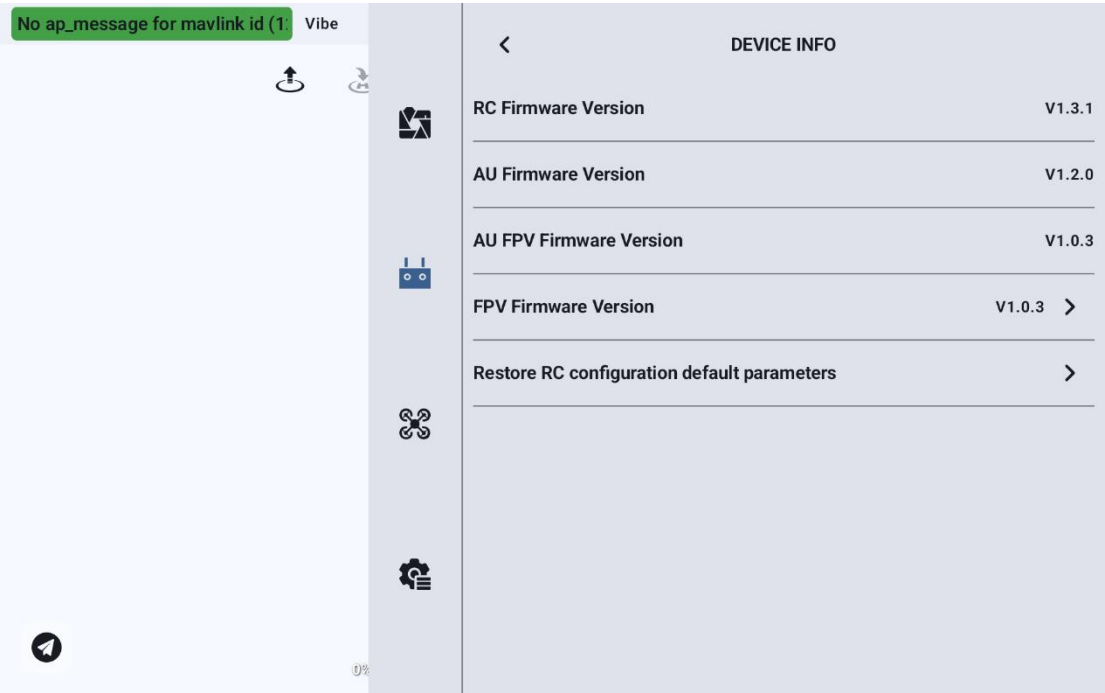 No ap_message for mavlink id (1
Vibe
DEVICE INFO
RC Firmware Version V1.3.1
AU Firmware Version V1.2.0
AU FPV Firmware Version V1.0.3
FPV Firmware Version V1.0.3
Restore RC configuration default parameters
0%